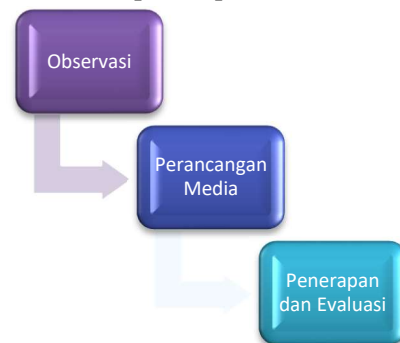 Observasi
Perancangan
Media
Penerapan
dan Evaluasi